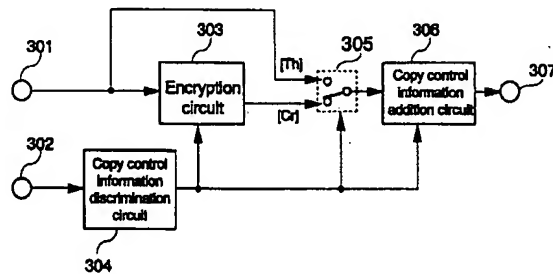 301
303
[Th]
305
306
307
Encryption
circuit
Copy control
information
addition circuit
[Cr]
302
Copy control
information
discrimination
circuit
304